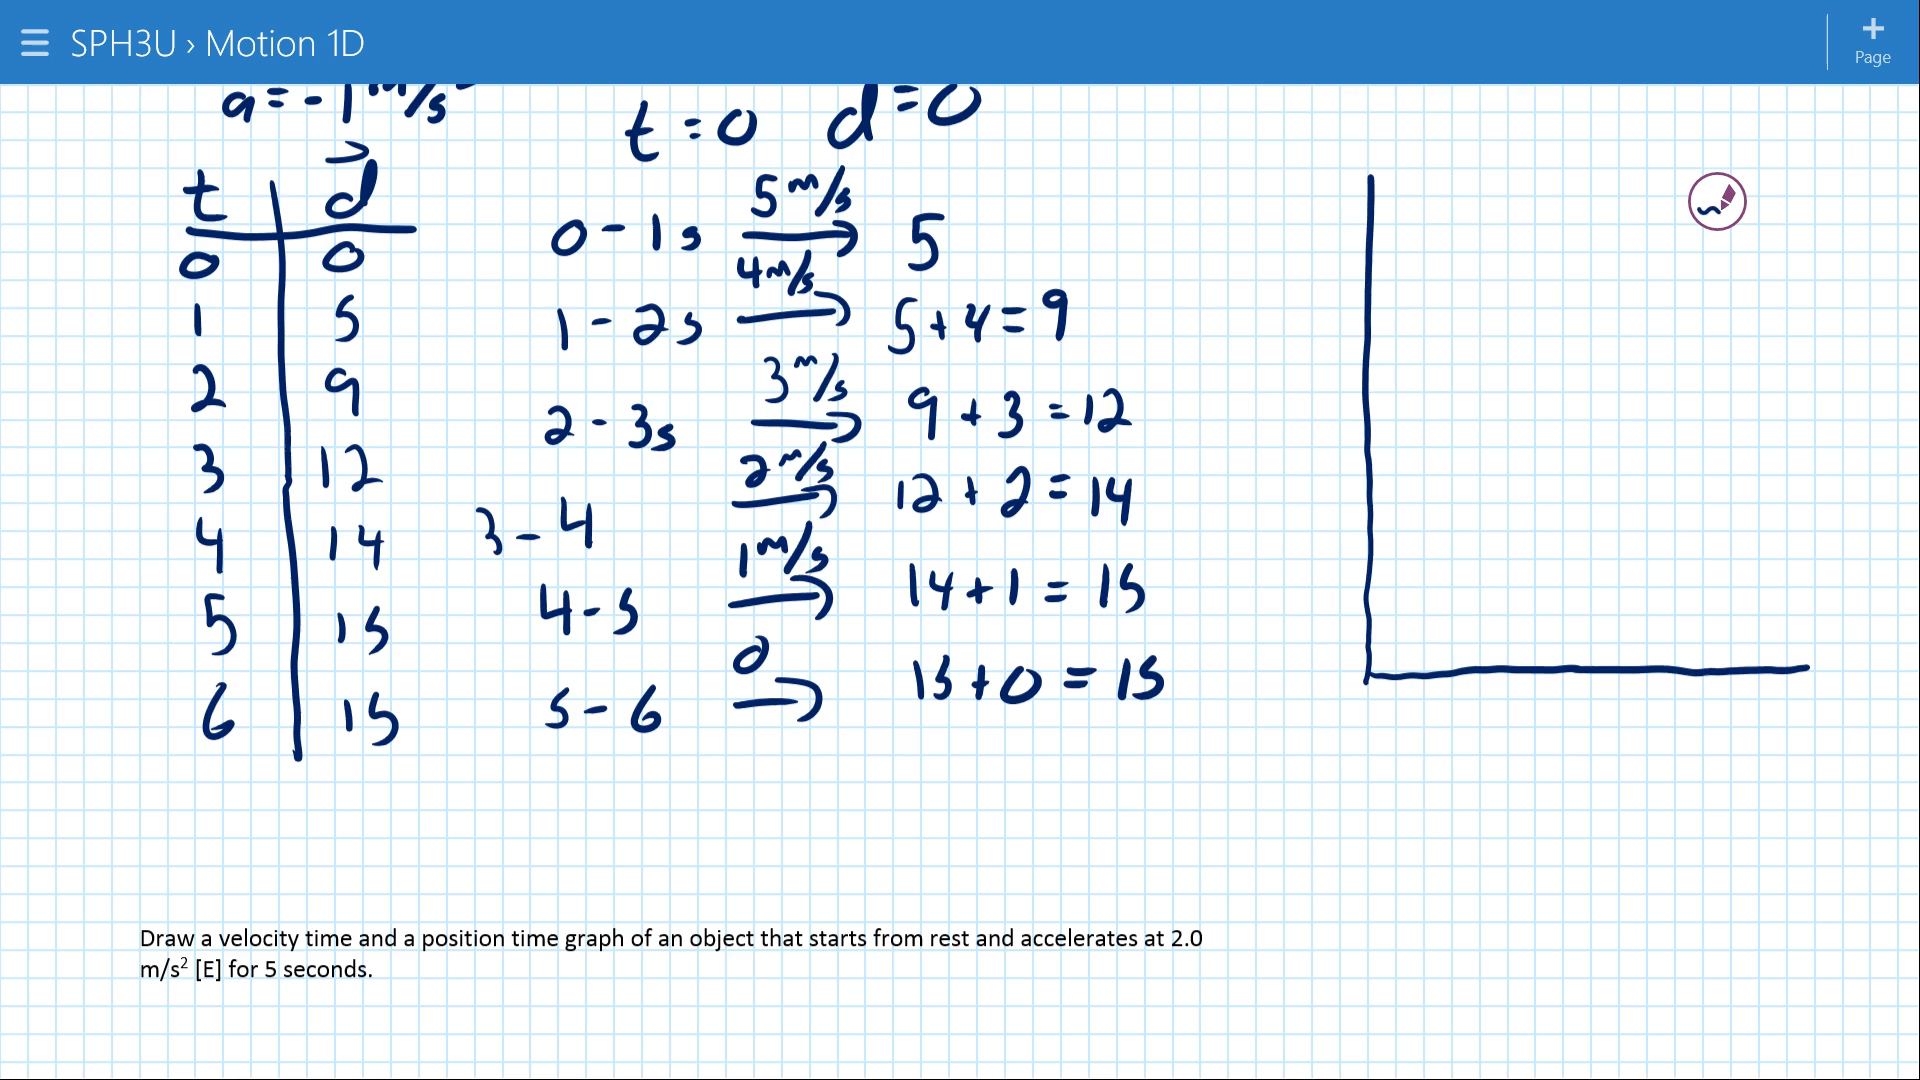 SPH3U › Motion 1D
+
Page
a = -1 m/s²
t = 0 d = 0
t d
0 0
1 5
2 9
3 12
4 14
5 15
6 15
0 - 1s 5 m/s 5
1 - 2s 4 m/s 5 + 4 = 9
2 - 3s 3 m/s 9 + 3 = 12
3 - 4 2 m/s 12 + 2 = 14
4 - 5 1 m/s 14 + 1 = 15
5 - 6 0 15 + 0 = 15
Draw a velocity time and a position time graph of an object that starts from rest and accelerates at 2.0
m/s² [E] for 5 seconds.